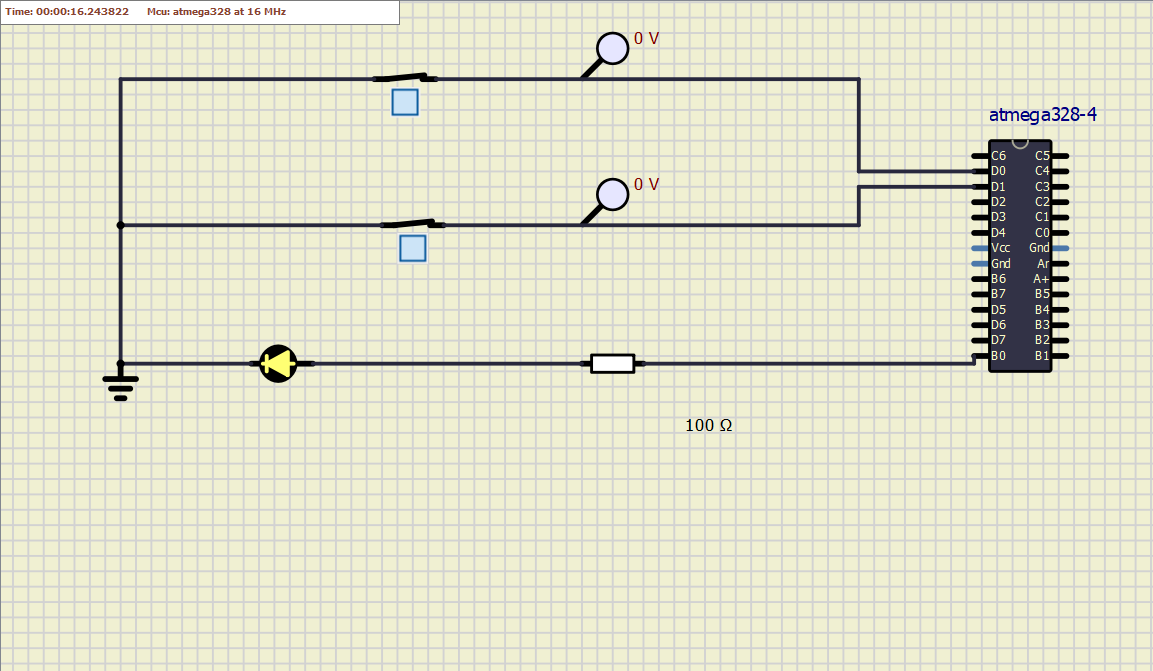 Time: 00:00:16.243822 Mcu: atmega328 at 16 MHz
0 V
atmega328-4
C6 C5
D0 C4
D1 C3
0 V
D2 C2
D3 C1
D4 C0
Vcc Gnd
Gnd Ar
B6 A+
B7 B5
D5 B4
D6 B3
D7 B2
B0 B1
100 Ω